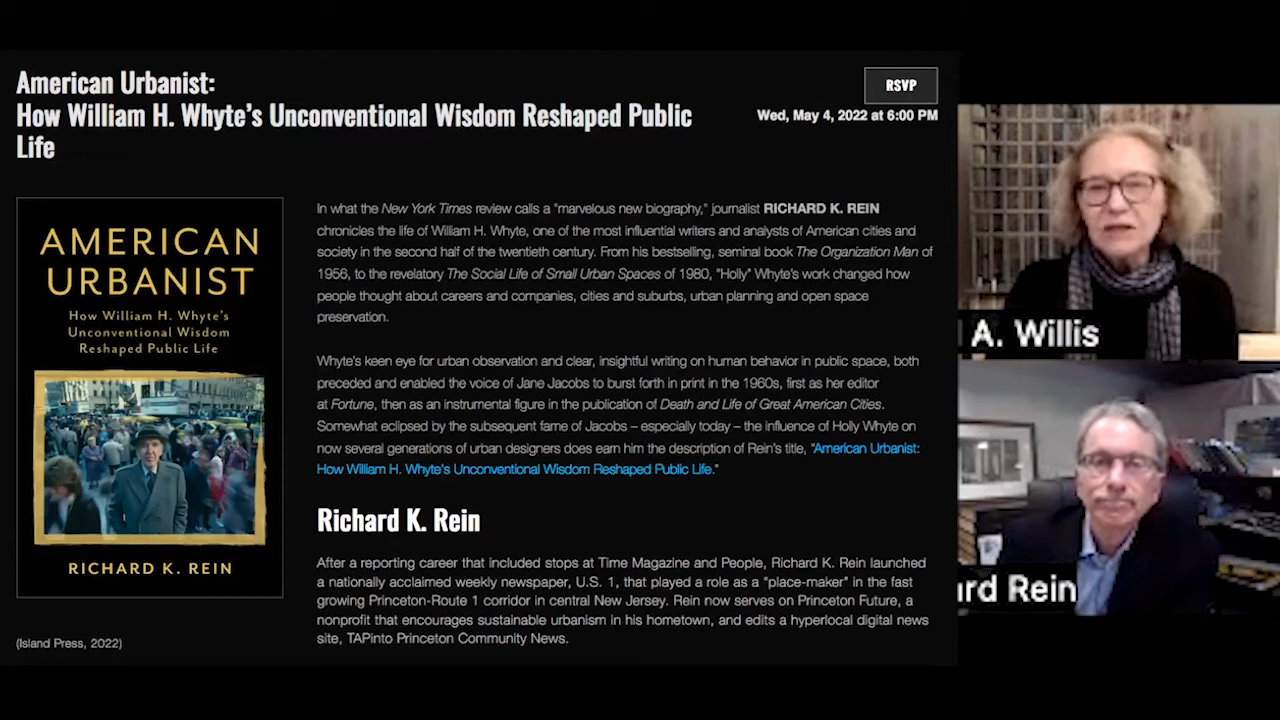 American Urbanist:
How William H. Whyte's Unconventional Wisdom Reshaped Public
Life
RSVP
Wed, May 4, 2022 at 6:00 PM
AMERICAN
URBANIST
How William H. Whyte's
Unconventional Wisdom
Reshaped Public Life
RICHARD K. REIN
(Island Press, 2022)
In what the New York Times review calls a "marvelous new biography," journalist RICHARD K. REIN
chronicles the life of William H. Whyte, one of the most influential writers and analysts of American cities and
society in the second half of the twentieth century. From his bestselling, seminal book The Organization Man of
1956, to the revelatory The Social Life of Small Urban Spaces of 1980, "Holly" Whyte's work changed how
people thought about careers and companies, cities and suburbs, urban planning and open space
preservation.
Whyte's keen eye for urban observation and clear, insightful writing on human behavior in public space, both
preceded and enabled the voice of Jane Jacobs to burst forth in print in the 1960s, first as her editor
at Fortune, then as an instrumental figure in the publication of Death and Life of Great American Cities.
Somewhat eclipsed by the subsequent fame of Jacobs – especially today – the influence of Holly Whyte on
now several generations of urban designers does earn him the description of Rein's title, "American Urbanist:
How William H. Whyte's Unconventional Wisdom Reshaped Public Life."
Richard K. Rein
After a reporting career that included stops at Time Magazine and People, Richard K. Rein launched
a nationally acclaimed weekly newspaper, U.S. 1, that played a role as a "place-maker" in the fast
growing Princeton-Route 1 corridor in central New Jersey. Rein now serves on Princeton Future, a
nonprofit that encourages sustainable urbanism in his hometown, and edits a hyperlocal digital news
site, TAPinto Princeton Community News.
A. Willis
ard Rein